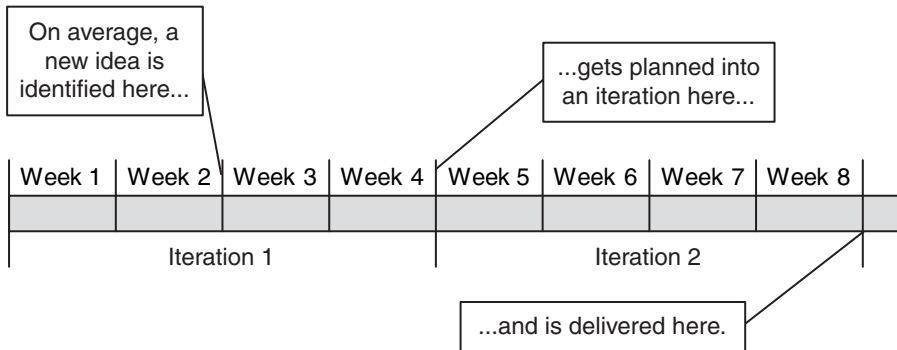 On average, a
new idea is
identified here...
...gets planned into
an iteration here...
Week 1 Week 2 Week 3 Week 4 Week 5 Week 6 Week 7 Week 8
Iteration 1 Iteration 2
...and is delivered here.